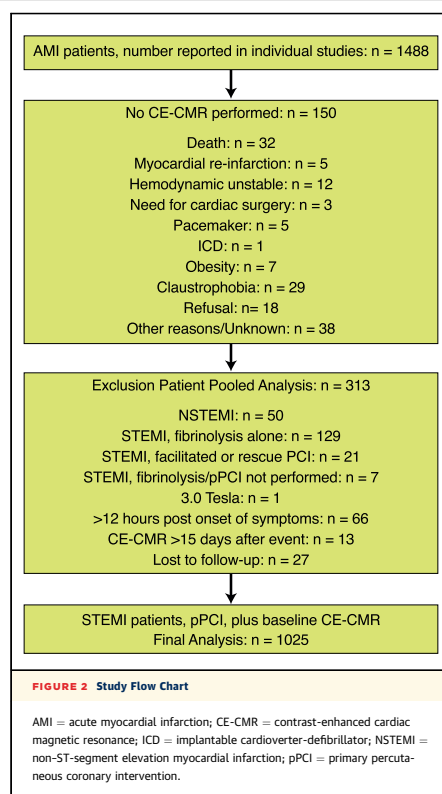 AMI patients, number reported in individual studies: n = 1488
No CE-CMR performed: n = 150
Death: n = 32
Myocardial re-infarction: n = 5
Hemodynamic unstable: n = 12
Need for cardiac surgery: n = 3
Pacemaker: n = 5
ICD: n = 1
Obesity: n = 7
Claustrophobia: n = 29
Refusal: n= 18
Other reasons/Unknown: n = 38
Exclusion Patient Pooled Analysis: n = 313
NSTEMI: n = 50
STEMI, fibrinolysis alone: n = 129
STEMI, facilitated or rescue PCI: n = 21
STEMI, fibrinolysis/pPCI not performed: n = 7
3.0 Tesla: n = 1
>12 hours post onset of symptoms: n = 66
CE-CMR >15 days after event: n = 13
Lost to follow-up: n = 27
STEMI patients, pPCI, plus baseline CE-CMR
Final Analysis: n = 1025
FIGURE 2 Study Flow Chart
AMI = acute myocardial infarction; CE-CMR = contrast-enhanced cardiac
magnetic resonance; ICD = implantable cardioverter-defibrillator; NSTEMI =
non–ST-segment elevation myocardial infarction; pPCI = primary percuta-
neous coronary intervention.